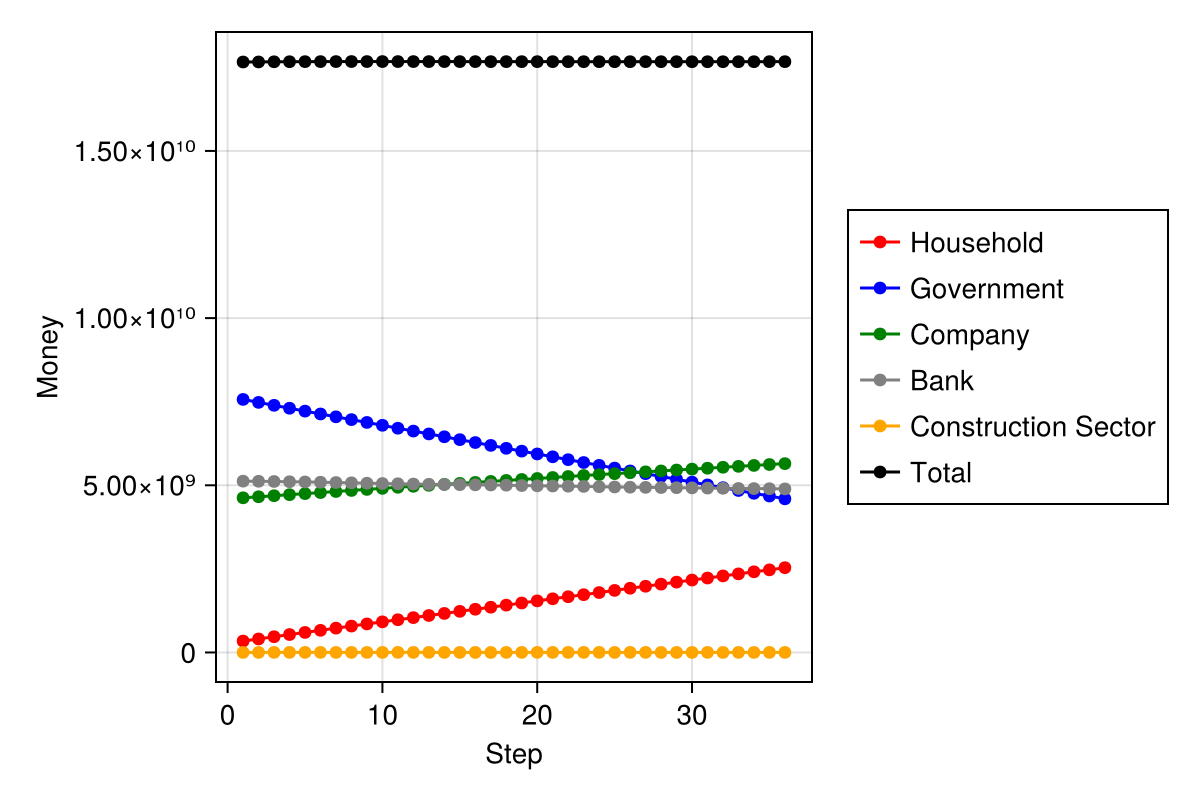 Money
1.50×10¹⁰
1.00×10¹⁰
5.00×10⁹
0
0 10 20 30
Step
Household
Government
Company
Bank
Construction Sector
Total